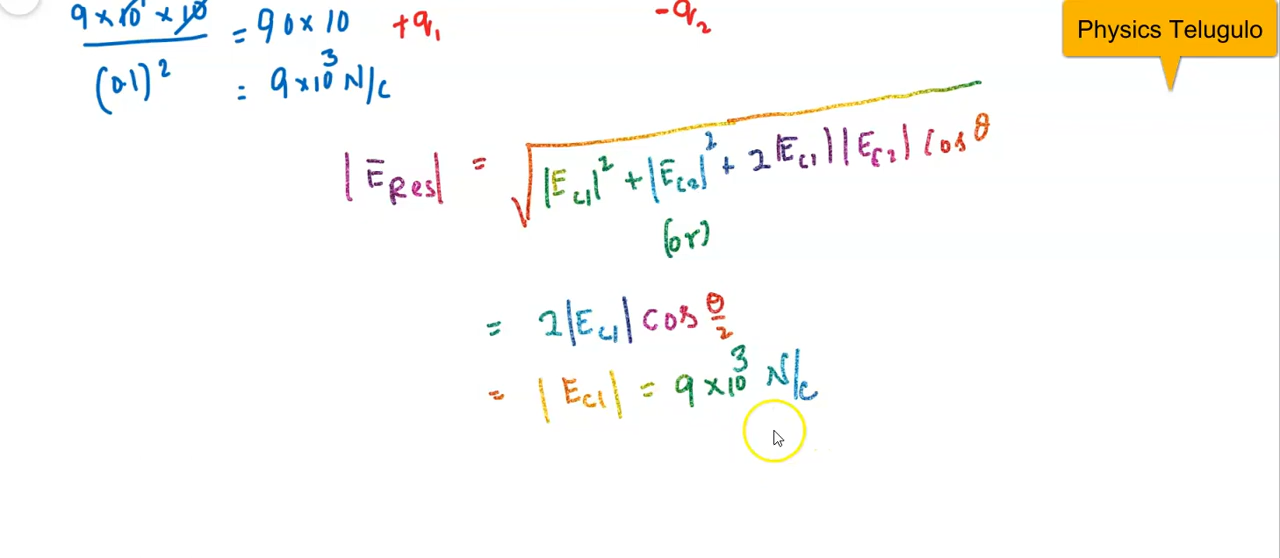 9 × 10¹ × 10 / (0.1)² = 90 × 10 +q₁ -q₂
= 9 × 10³ N/C
Physics Telugulo
|E_Res| = √(|E_C1|² + |E_C2|² + 2|E_C1||E_C2| Cos θ)
(or)
= 2|E_C1| Cos θ/2
= |E_C1| = 9 × 10³ N/C